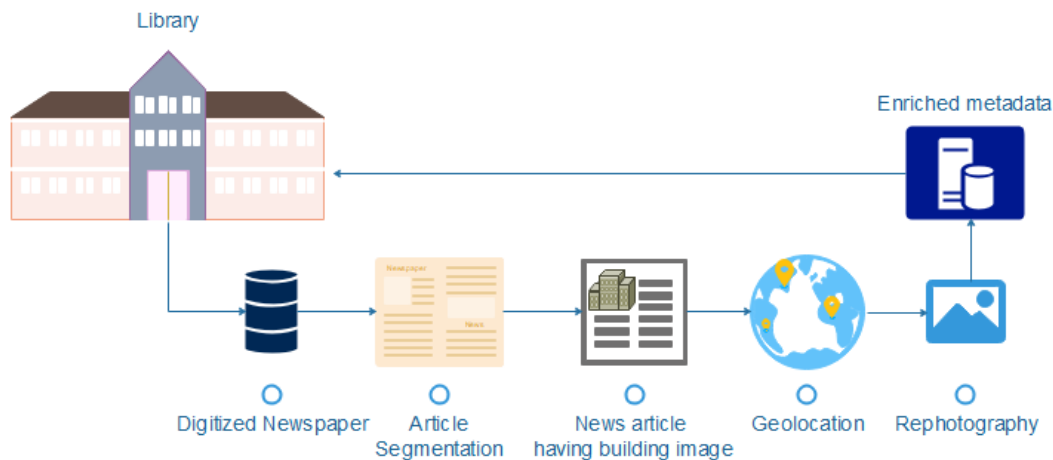 Library
Enriched metadata
Newspaper
News
Digitized Newspaper
Article
Segmentation
News article
having building image
Geolocation
Rephotography